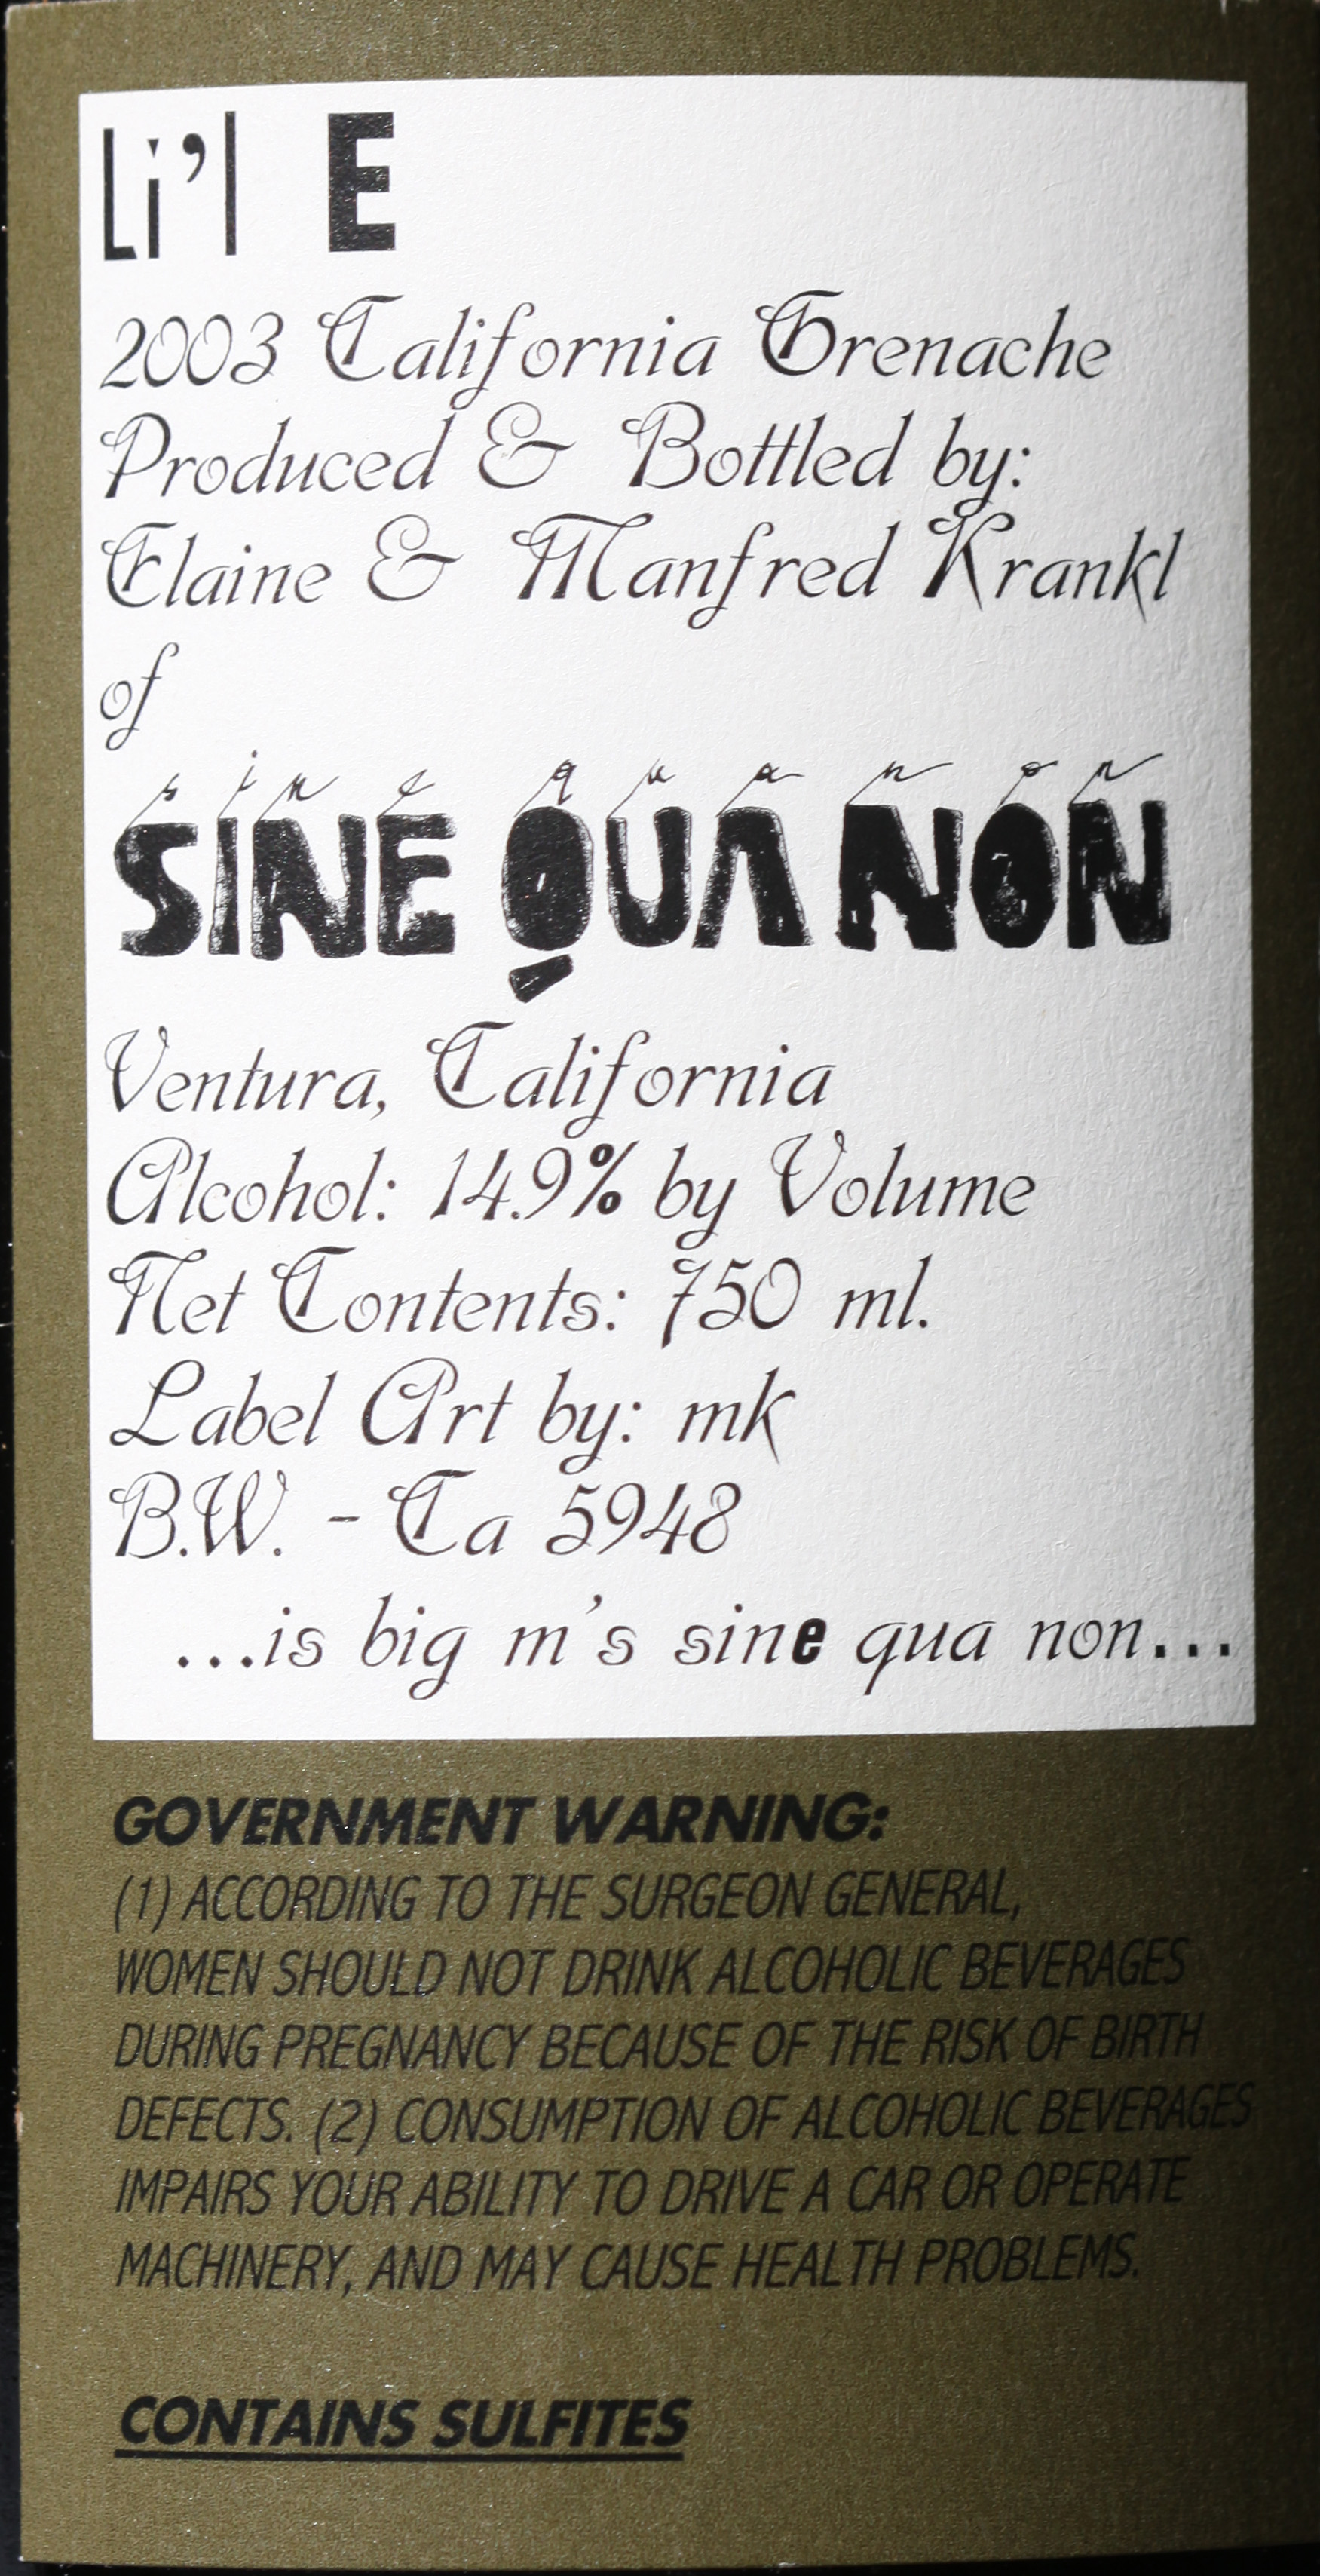 Li'l E
2003 California Grenache
Produced & Bottled by:
Elaine & Manfred Krankl
of
s i n e q u a n o n
SINE QUA NON
Ventura, California
Alcohol: 14.9% by Volume
Net Contents: 750 ml.
Label Art by: mk
B.W. - Ca 5948
...is big m's sine qua non...
GOVERNMENT WARNING:
(1) ACCORDING TO THE SURGEON GENERAL,
WOMEN SHOULD NOT DRINK ALCOHOLIC BEVERAGES
DURING PREGNANCY BECAUSE OF THE RISK OF BIRTH
DEFECTS. (2) CONSUMPTION OF ALCOHOLIC BEVERAGES
IMPAIRS YOUR ABILITY TO DRIVE A CAR OR OPERATE
MACHINERY, AND MAY CAUSE HEALTH PROBLEMS.
CONTAINS SULFITES